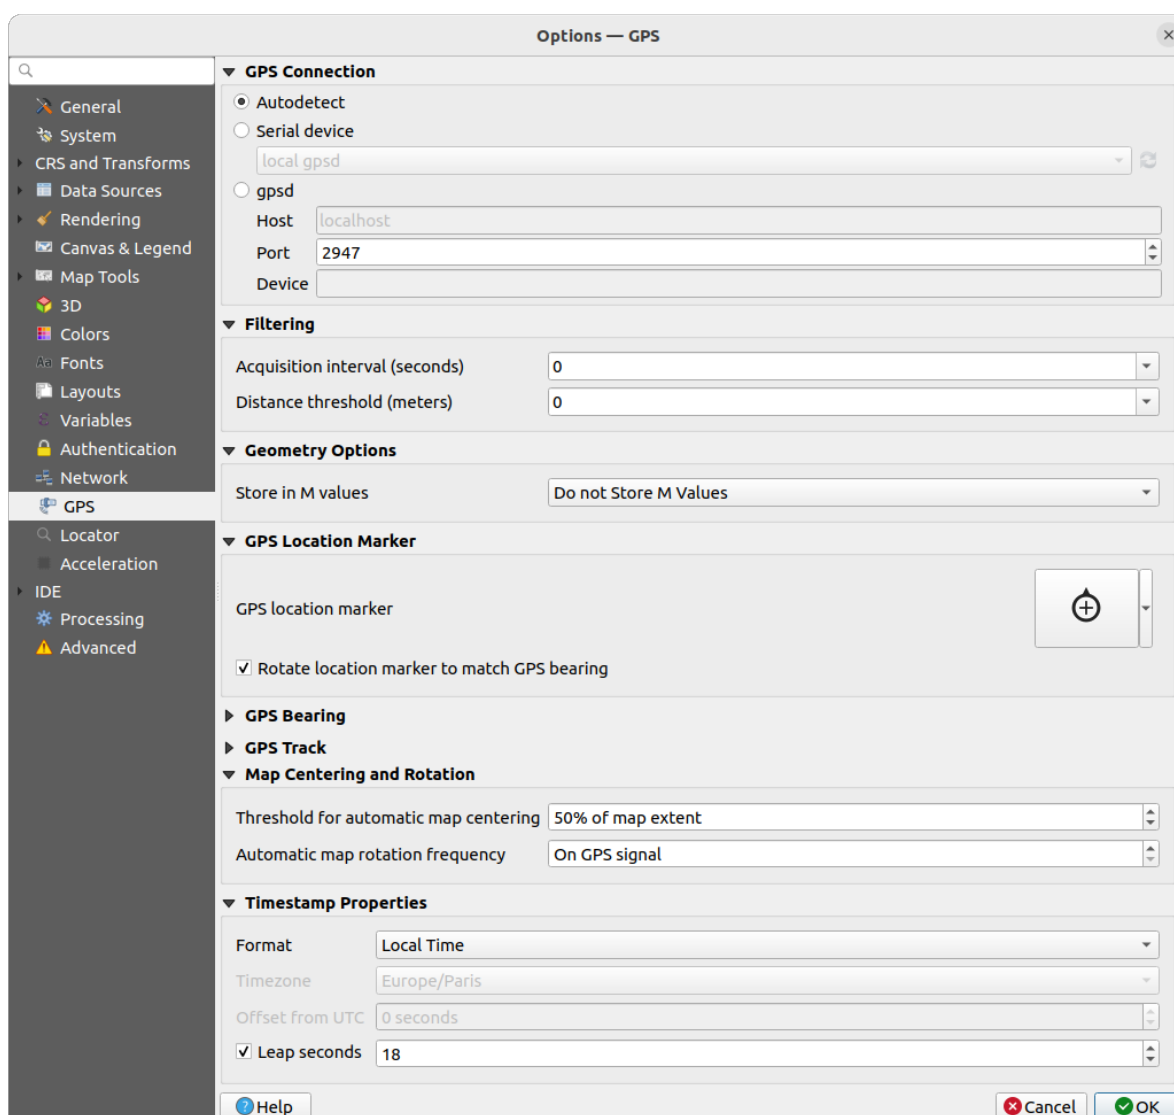 Options — GPS
General
System
CRS and Transforms
Data Sources
Rendering
Canvas & Legend
Map Tools
3D
Colors
Aa Fonts
Layouts
ε Variables
Authentication
Network
GPS
Locator
Acceleration
IDE
Processing
Advanced
GPS Connection
Autodetect
Serial device
local gpsd
gpsd
Host localhost
Port 2947
Device
Filtering
Acquisition interval (seconds) 0
Distance threshold (meters) 0
Geometry Options
Store in M values Do not Store M Values
GPS Location Marker
GPS location marker
Rotate location marker to match GPS bearing
GPS Bearing
GPS Track
Map Centering and Rotation
Threshold for automatic map centering 50% of map extent
Automatic map rotation frequency On GPS signal
Timestamp Properties
Format Local Time
Timezone Europe/Paris
Offset from UTC 0 seconds
Leap seconds 18
Help Cancel OK